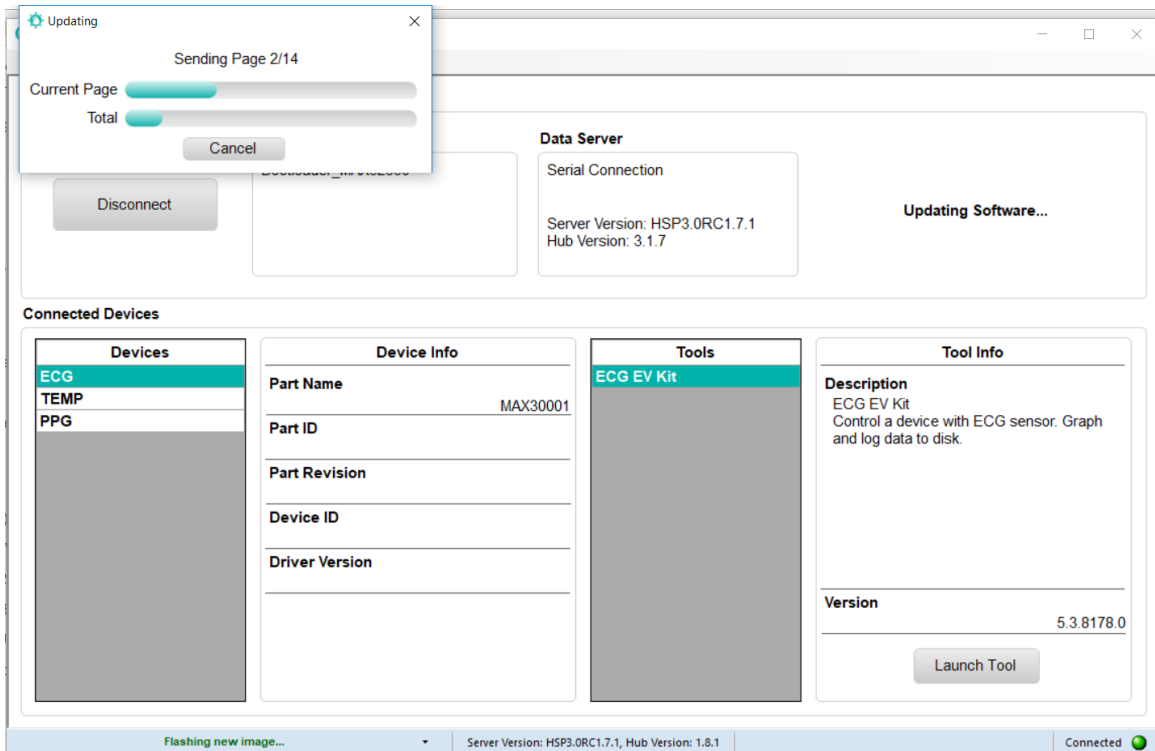 Updating
Sending Page 2/14
Current Page
Total
Cancel
Disconnect
Data Server
Serial Connection
Server Version: HSP3.0RC1.7.1
Hub Version: 3.1.7
Updating Software...
Connected Devices
Devices
ECG
TEMP
PPG
Device Info
Part Name
MAX30001
Part ID
Part Revision
Device ID
Driver Version
Tools
ECG EV Kit
Tool Info
Description
ECG EV Kit
Control a device with ECG sensor. Graph
and log data to disk.
Version
5.3.8178.0
Launch Tool
Flashing new image...
Server Version: HSP3.0RC1.7.1, Hub Version: 1.8.1
Connected